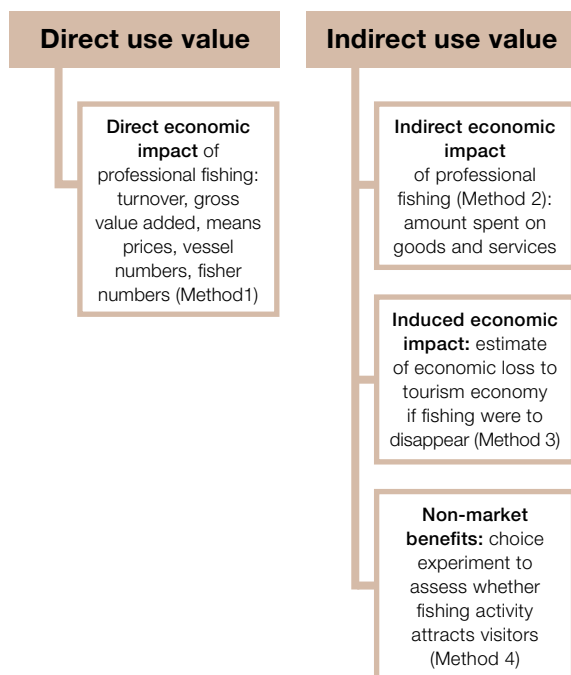 Direct use value
Direct economic
impact of
professional fishing:
turnover, gross
value added, means
prices, vessel
numbers, fisher
numbers (Method1)
Indirect use value
Indirect economic
impact
of professional
fishing (Method 2):
amount spent on
goods and services
Induced economic
impact: estimate
of economic loss to
tourism economy
if fishing were to
disappear (Method 3)
Non-market
benefits: choice
experiment to
assess whether
fishing activity
attracts visitors
(Method 4)